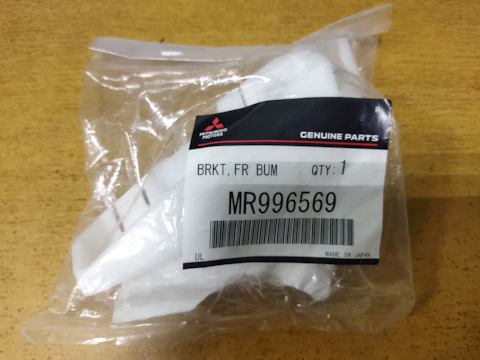 MITSUBISHI
MOTORS
GENUINE PARTS
BRKT,FR BUM QTY:1
MR996569
UL MADE IN JAPAN